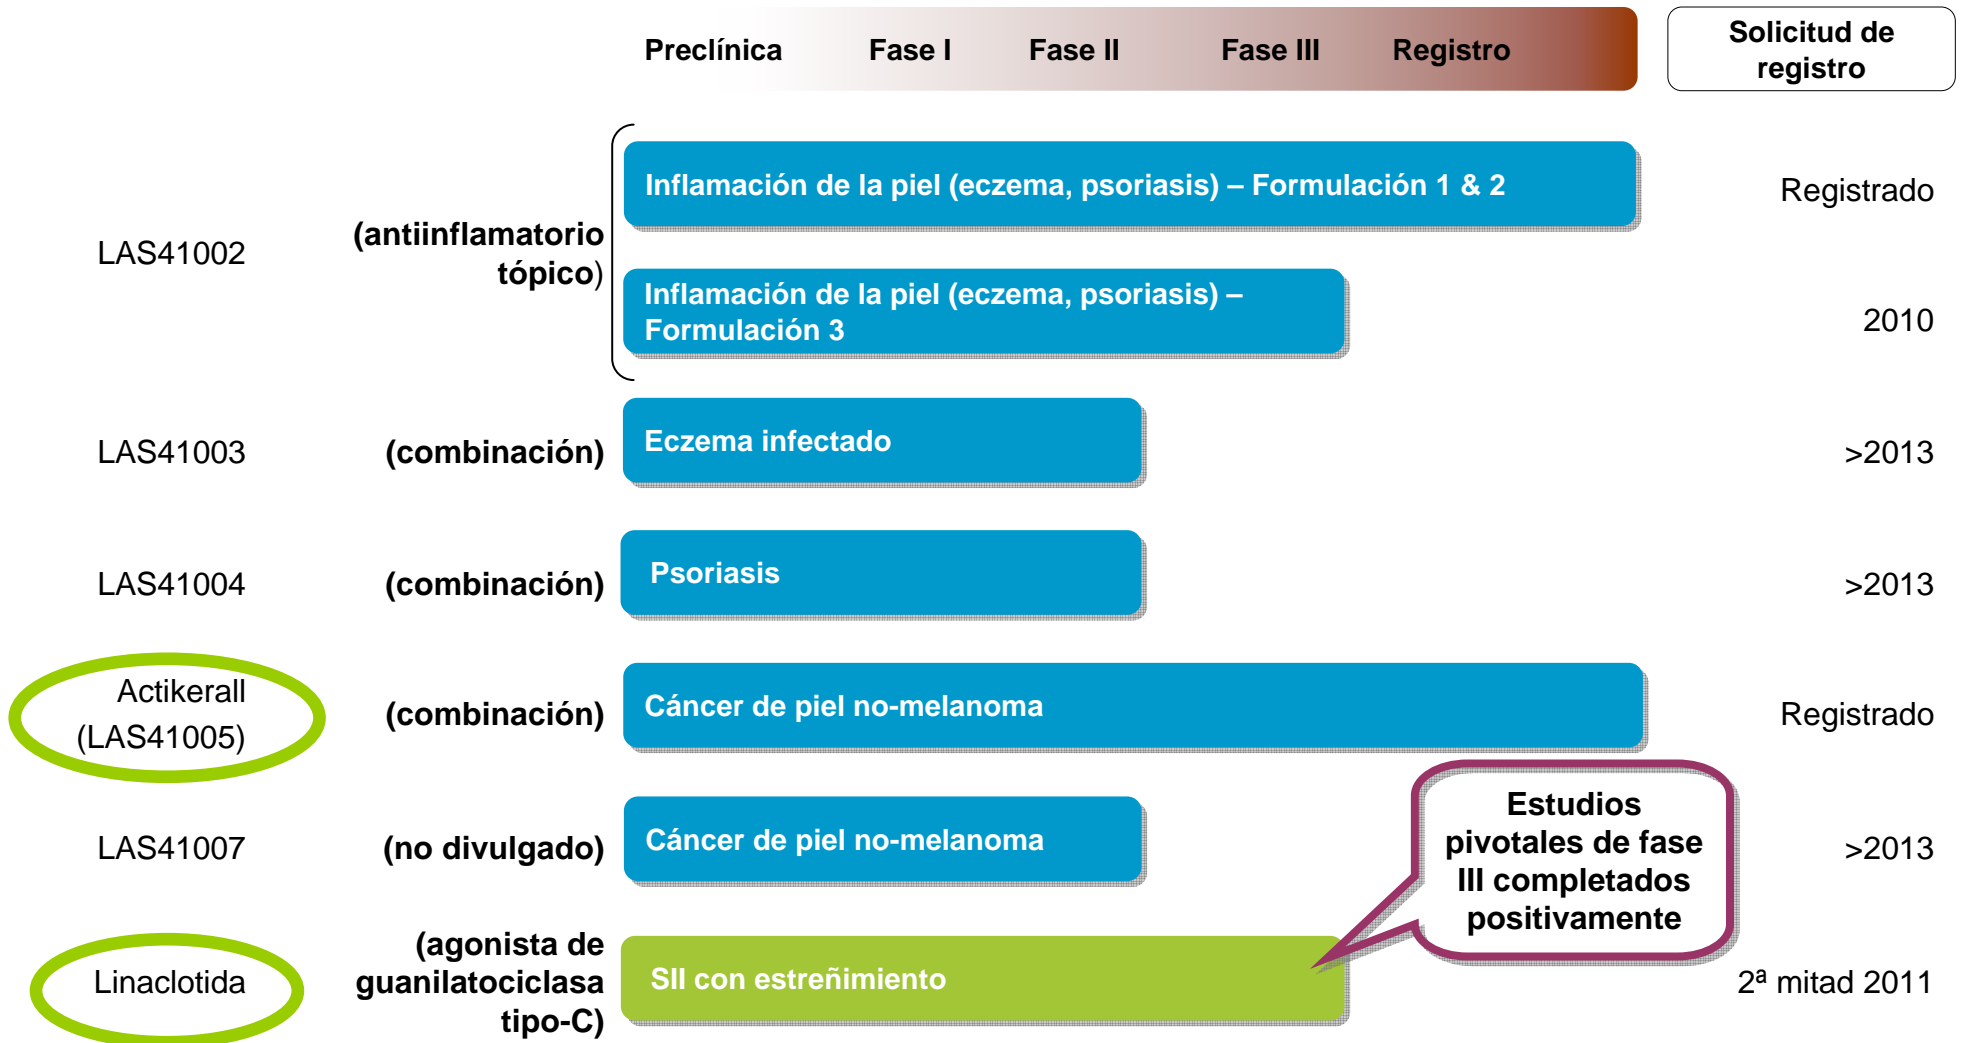 Preclínica Fase I Fase II Fase III Registro
Solicitud de
registro
LAS41002
(antiinflamatorio
tópico)
Inflamación de la piel (eczema, psoriasis) – Formulación 1 & 2
Registrado
Inflamación de la piel (eczema, psoriasis) –
Formulación 3
2010
LAS41003
(combinación)
Eczema infectado
>2013
LAS41004
(combinación)
Psoriasis
>2013
Actikerall
(LAS41005)
(combinación)
Cáncer de piel no-melanoma
Registrado
LAS41007
(no divulgado)
Cáncer de piel no-melanoma
>2013
Estudios
pivotales de fase
III completados
positivamente
Linaclotida
(agonista de
guanilatociclasa
tipo-C)
SII con estreñimiento
2ª mitad 2011